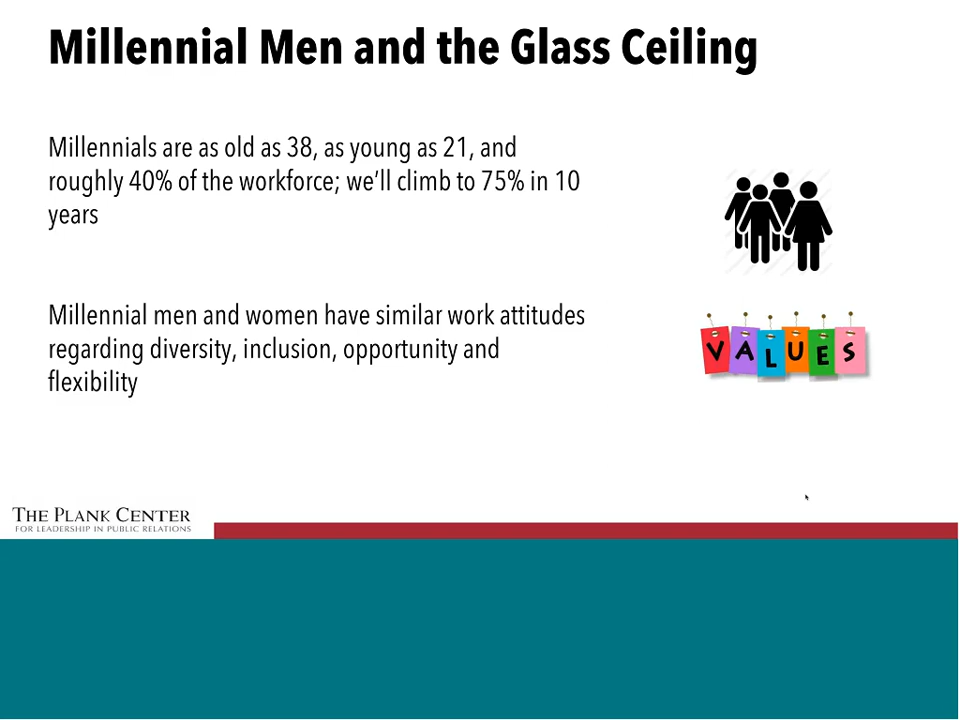 Millennial Men and the Glass Ceiling
Millennials are as old as 38, as young as 21, and
roughly 40% of the workforce; we’ll climb to 75% in 10
years
Millennial men and women have similar work attitudes
regarding diversity, inclusion, opportunity and
flexibility
VALUES
THE PLANK CENTER
FOR LEADERSHIP IN PUBLIC RELATIONS